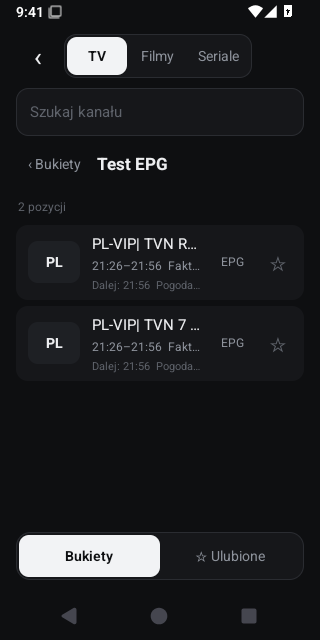 9:41
TV Filmy Seriale
Szukaj kanału
‹ Bukiety Test EPG
2 pozycji
PL PL-VIP| TVN R… EPG ☆
21:26–21:56 Fakt…
Dalej: 21:56 Pogoda…
PL PL-VIP| TVN 7 … EPG ☆
21:26–21:56 Fakt…
Dalej: 21:56 Pogoda…
Bukiety ☆ Ulubione